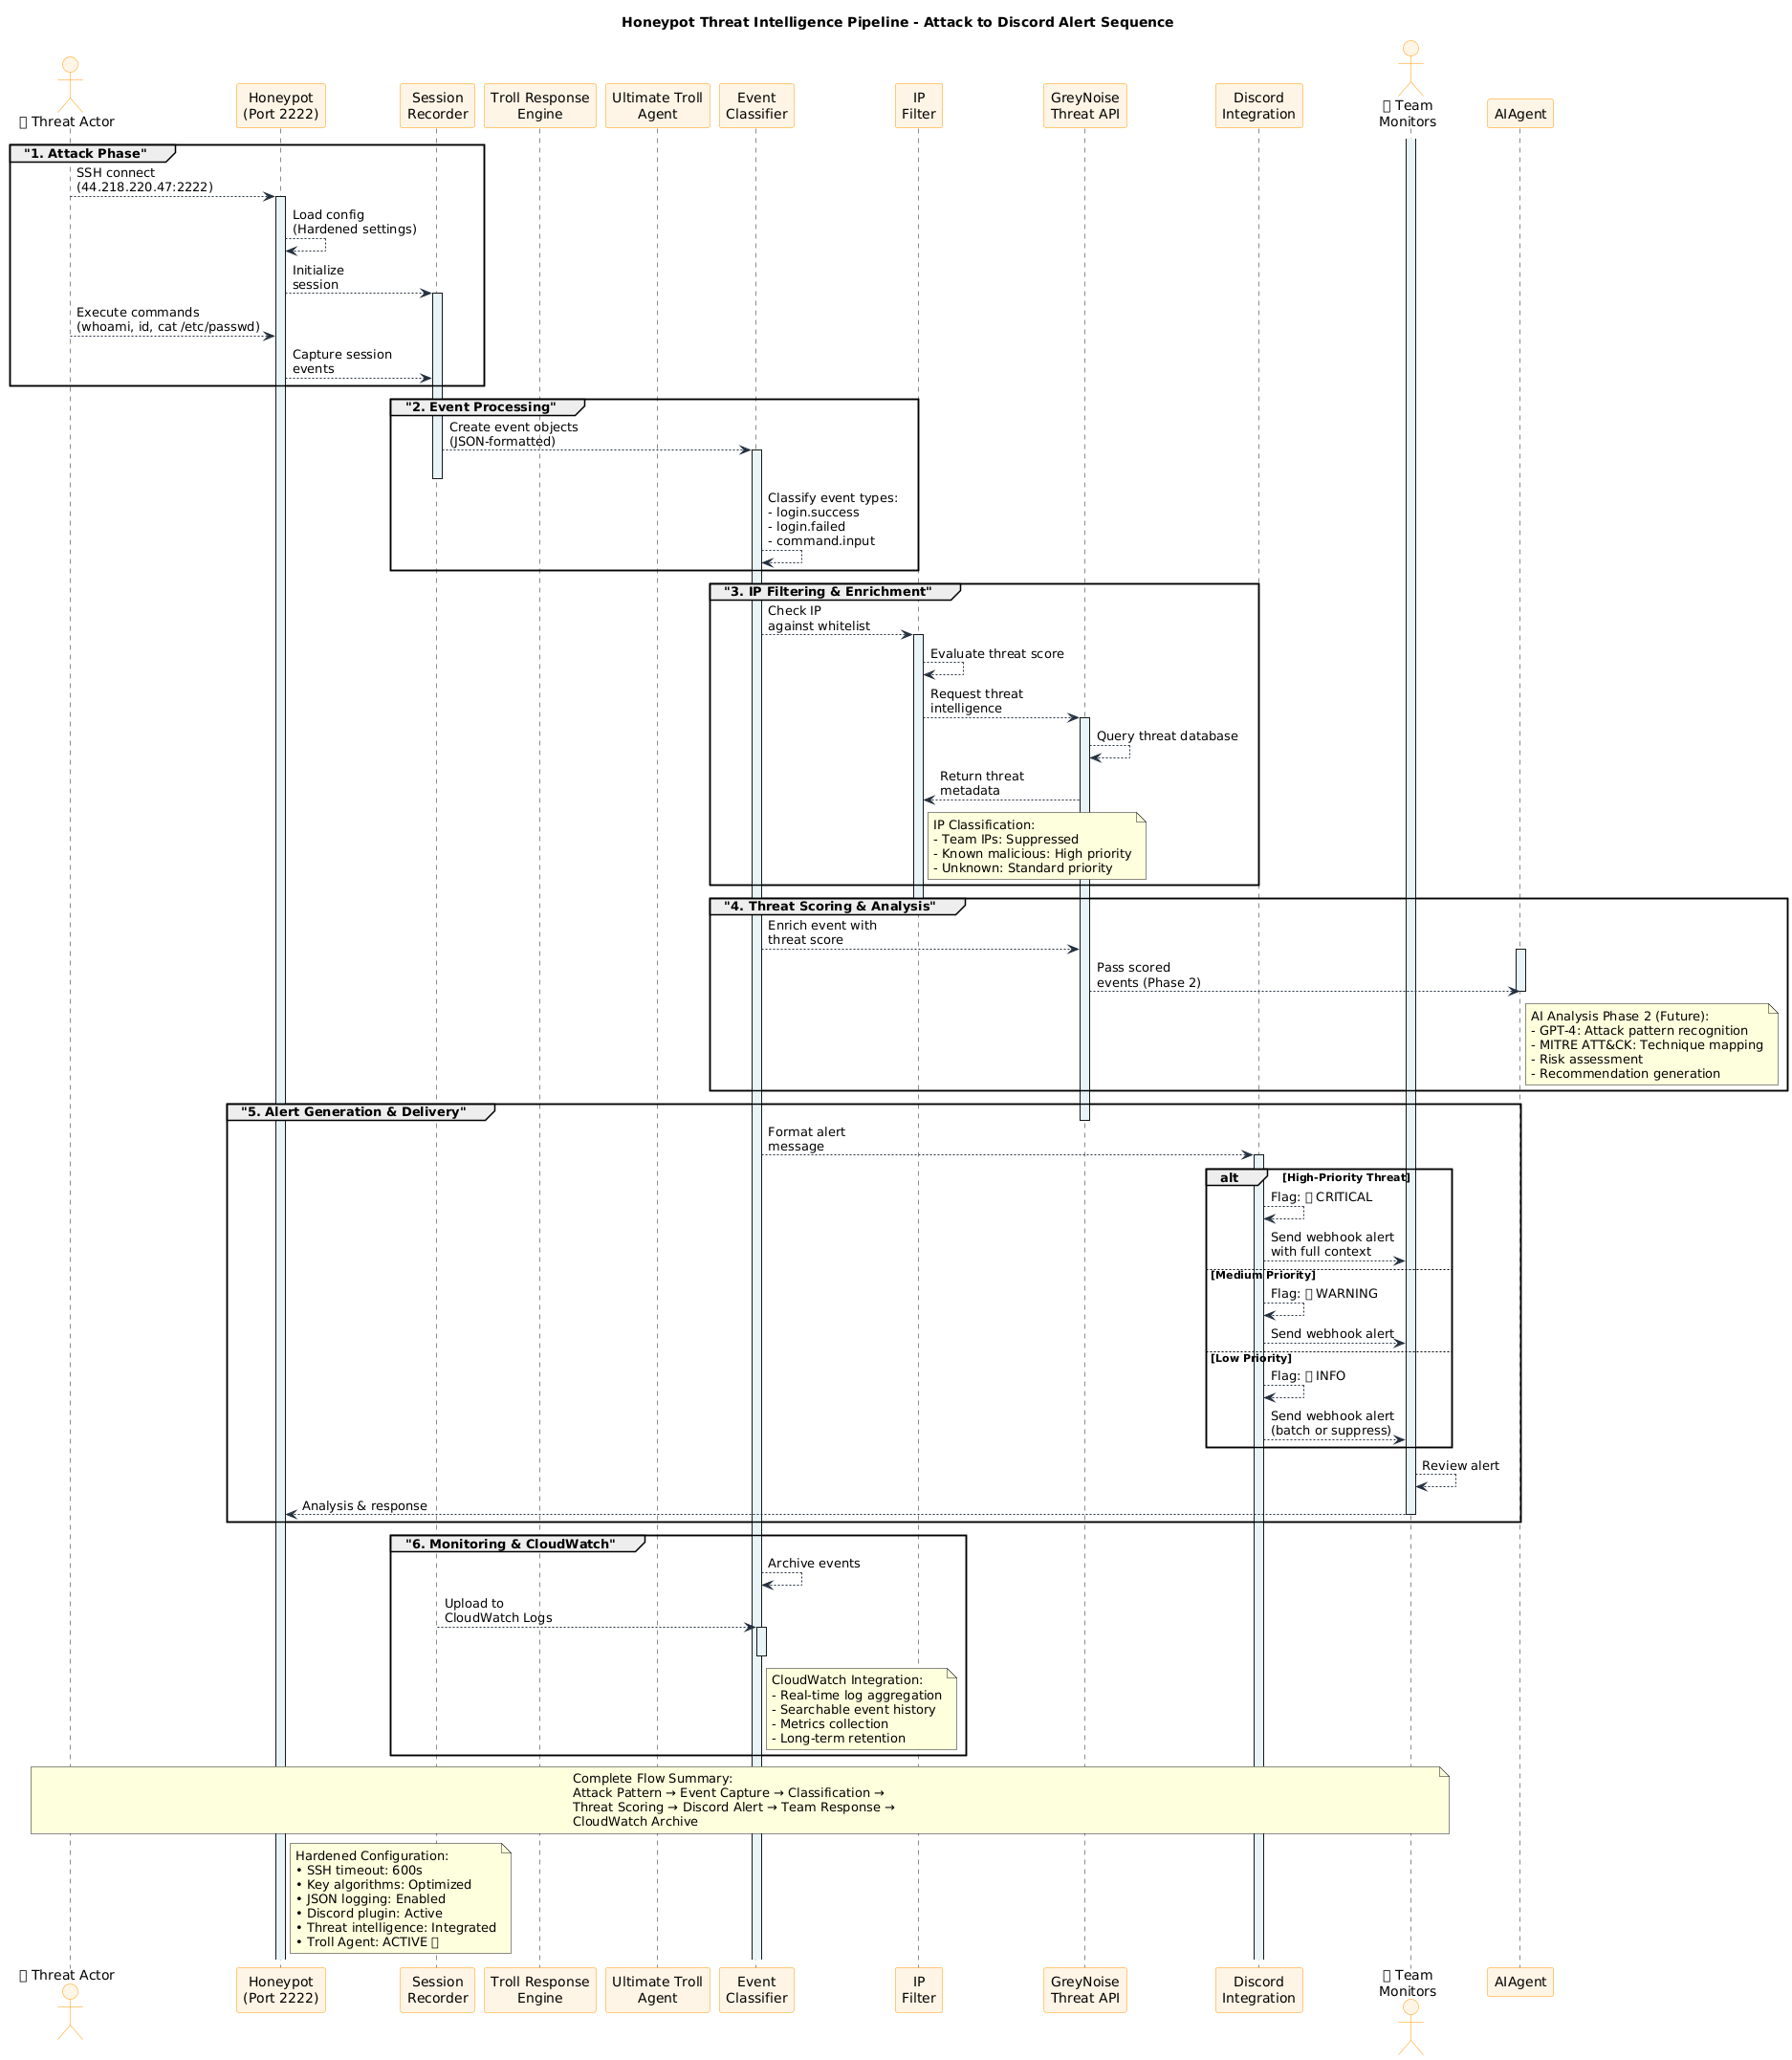 Honeypot Threat Intelligence Pipeline - Attack to Discord Alert Sequence
Threat Actor
Honeypot
(Port 2222)
Session
Recorder
Troll Response
Engine
Ultimate Troll
Agent
Event
Classifier
IP
Filter
GreyNoise
Threat API
Discord
Integration
Team
Monitors
AIAgent
"1. Attack Phase"
SSH connect
(44.218.220.47:2222)
Load config
(Hardened settings)
Initialize
session
Execute commands
(whoami, id, cat /etc/passwd)
Capture session
events
"2. Event Processing"
Create event objects
(JSON-formatted)
Classify event types:
- login.success
- login.failed
- command.input
"3. IP Filtering & Enrichment"
Check IP
against whitelist
Evaluate threat score
Request threat
intelligence
Query threat database
Return threat
metadata
IP Classification:
- Team IPs: Suppressed
- Known malicious: High priority
- Unknown: Standard priority
"4. Threat Scoring & Analysis"
Enrich event with
threat score
Pass scored
events (Phase 2)
AI Analysis Phase 2 (Future):
- GPT-4: Attack pattern recognition
- MITRE ATT&CK: Technique mapping
- Risk assessment
- Recommendation generation
"5. Alert Generation & Delivery"
Format alert
message
alt [High-Priority Threat]
Flag: CRITICAL
Send webhook alert
with full context
[Medium Priority]
Flag: WARNING
Send webhook alert
[Low Priority]
Flag: INFO
Send webhook alert
(batch or suppress)
Review alert
Analysis & response
"6. Monitoring & CloudWatch"
Archive events
Upload to
CloudWatch Logs
CloudWatch Integration:
- Real-time log aggregation
- Searchable event history
- Metrics collection
- Long-term retention
Complete Flow Summary:
Attack Pattern → Event Capture → Classification →
Threat Scoring → Discord Alert → Team Response →
CloudWatch Archive
Hardened Configuration:
• SSH timeout: 600s
• Key algorithms: Optimized
• JSON logging: Enabled
• Discord plugin: Active
• Threat intelligence: Integrated
• Troll Agent: ACTIVE
Threat Actor
Honeypot
(Port 2222)
Session
Recorder
Troll Response
Engine
Ultimate Troll
Agent
Event
Classifier
IP
Filter
GreyNoise
Threat API
Discord
Integration
Team
Monitors
AIAgent